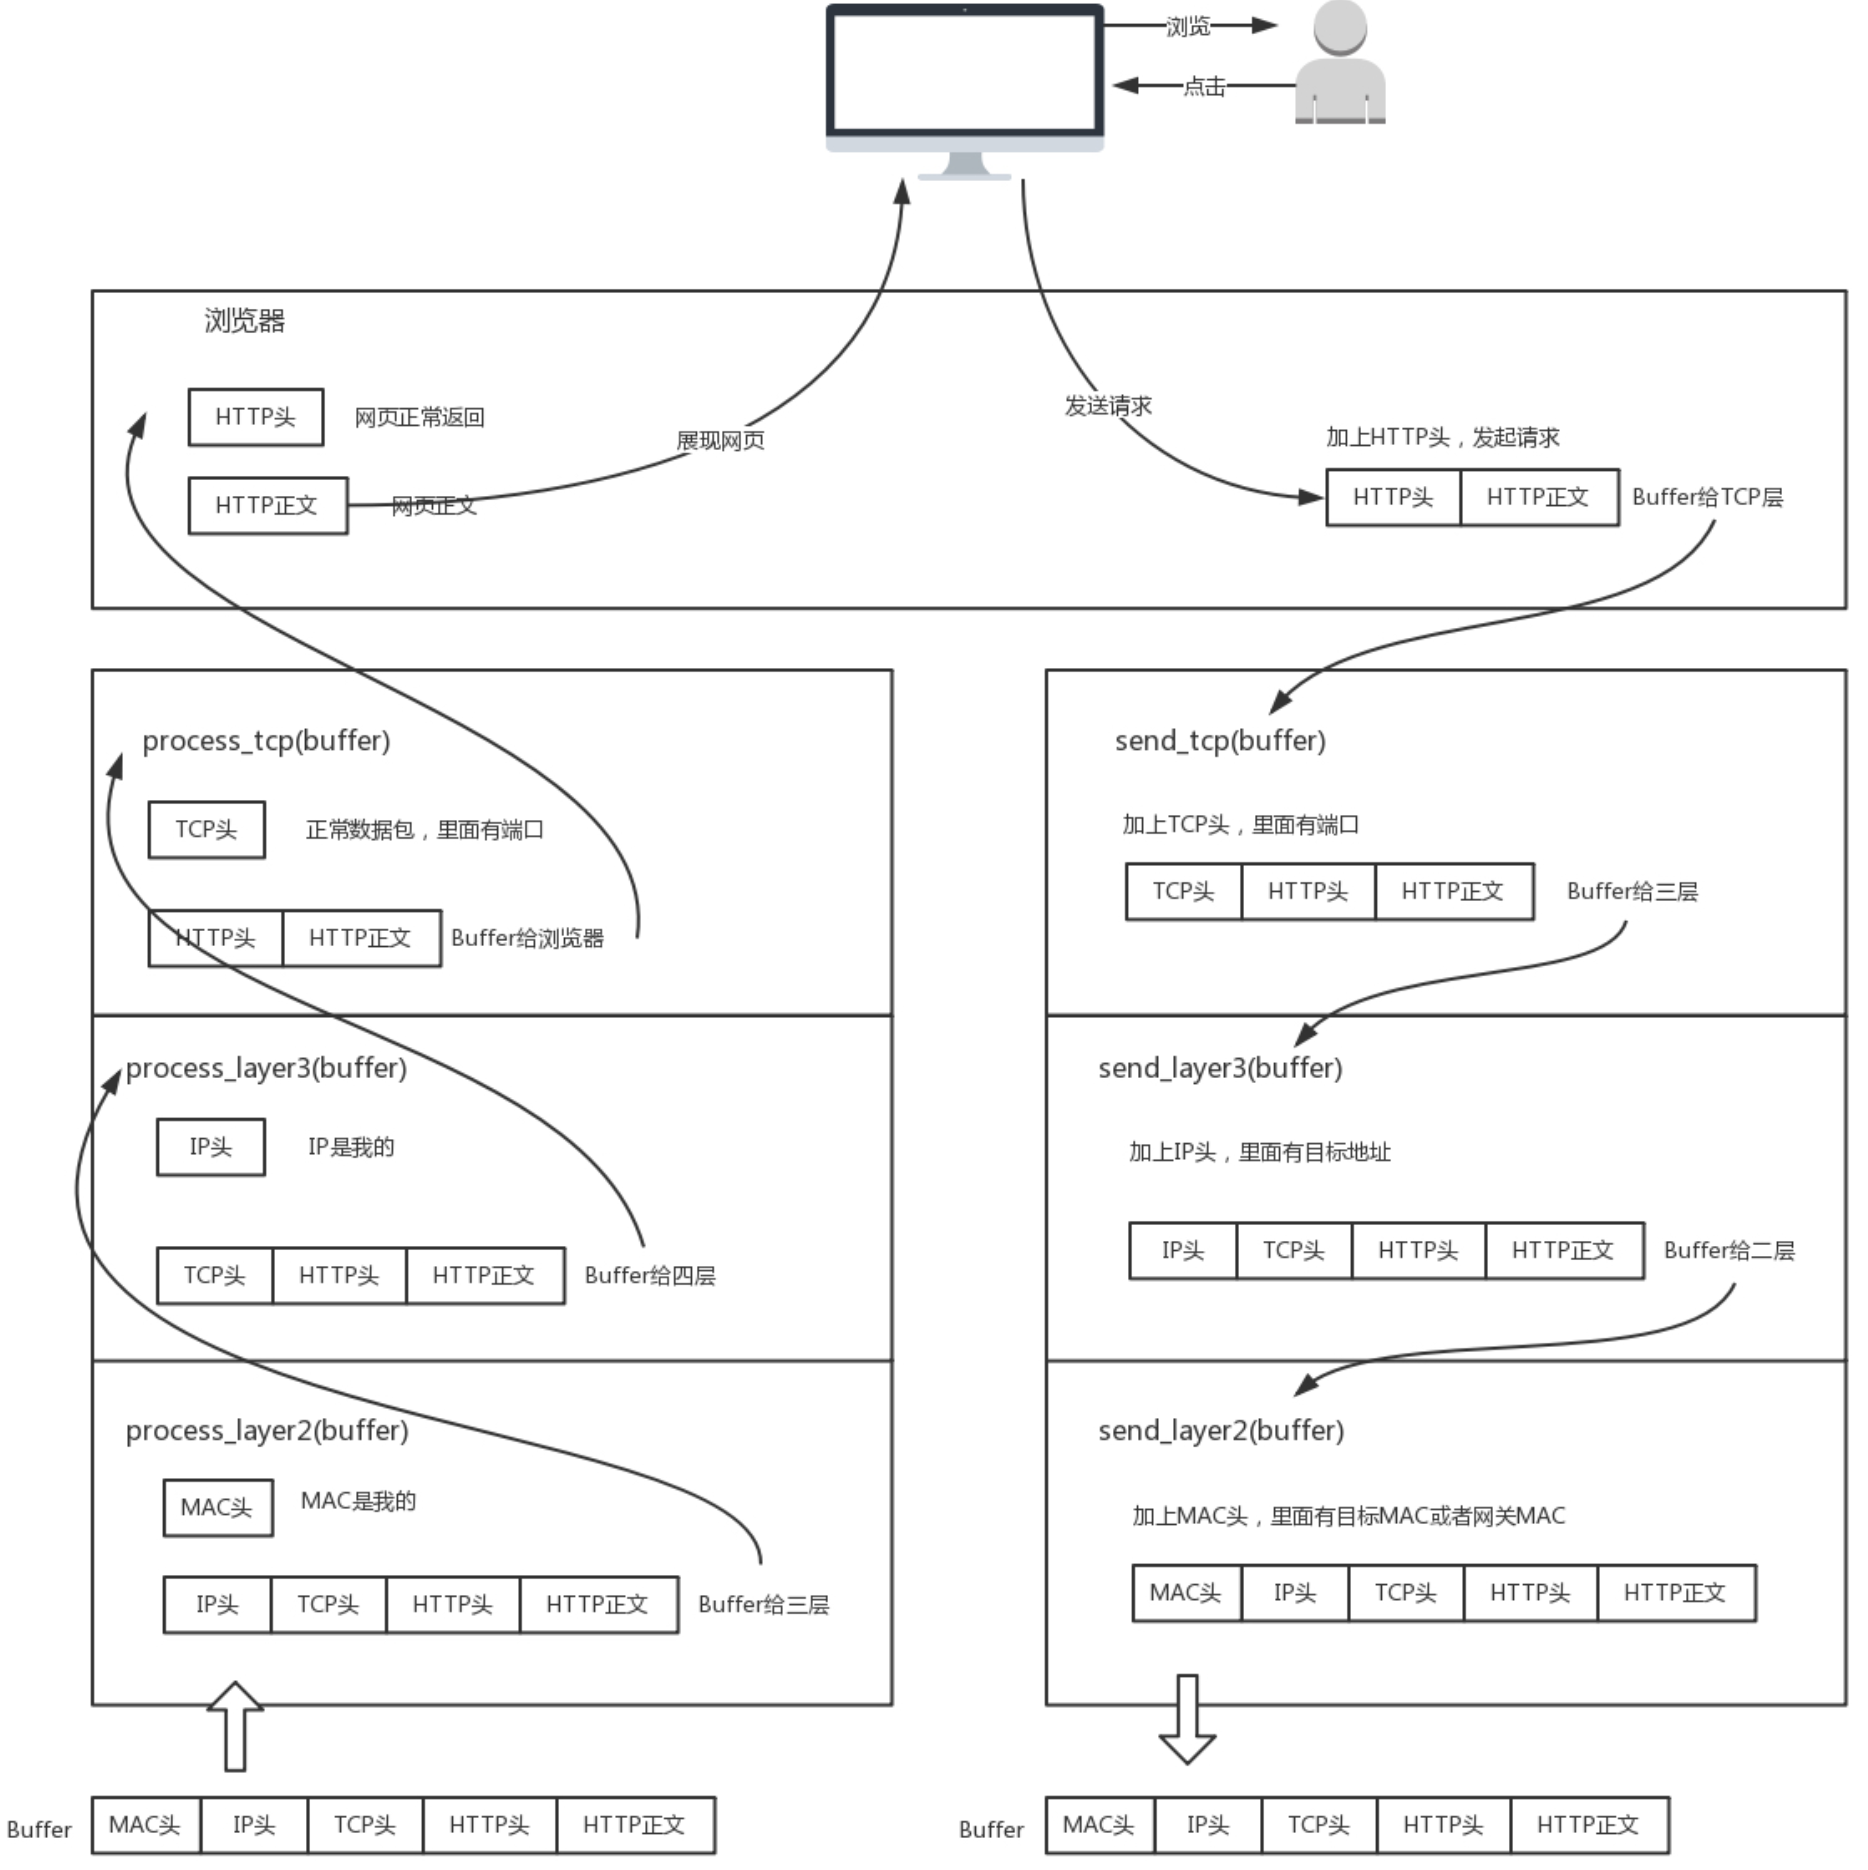 浏览
点击
浏览器
HTTP头
网页正常返回
展现网页
发送请求
加上HTTP头，发起请求
HTTP正文
网页正文
HTTP头 HTTP正文 Buffer给TCP层
process_tcp(buffer)
TCP头
正常数据包，里面有端口
HTTP头 HTTP正文 Buffer给浏览器
process_layer3(buffer)
IP头
IP是我的
TCP头 HTTP头 HTTP正文 Buffer给四层
process_layer2(buffer)
MAC头
MAC是我的
IP头 TCP头 HTTP头 HTTP正文 Buffer给三层
Buffer MAC头 IP头 TCP头 HTTP头 HTTP正文
send_tcp(buffer)
加上TCP头，里面有端口
TCP头 HTTP头 HTTP正文 Buffer给三层
send_layer3(buffer)
加上IP头，里面有目标地址
IP头 TCP头 HTTP头 HTTP正文 Buffer给二层
send_layer2(buffer)
加上MAC头，里面有目标MAC或者网关MAC
MAC头 IP头 TCP头 HTTP头 HTTP正文
Buffer MAC头 IP头 TCP头 HTTP头 HTTP正文